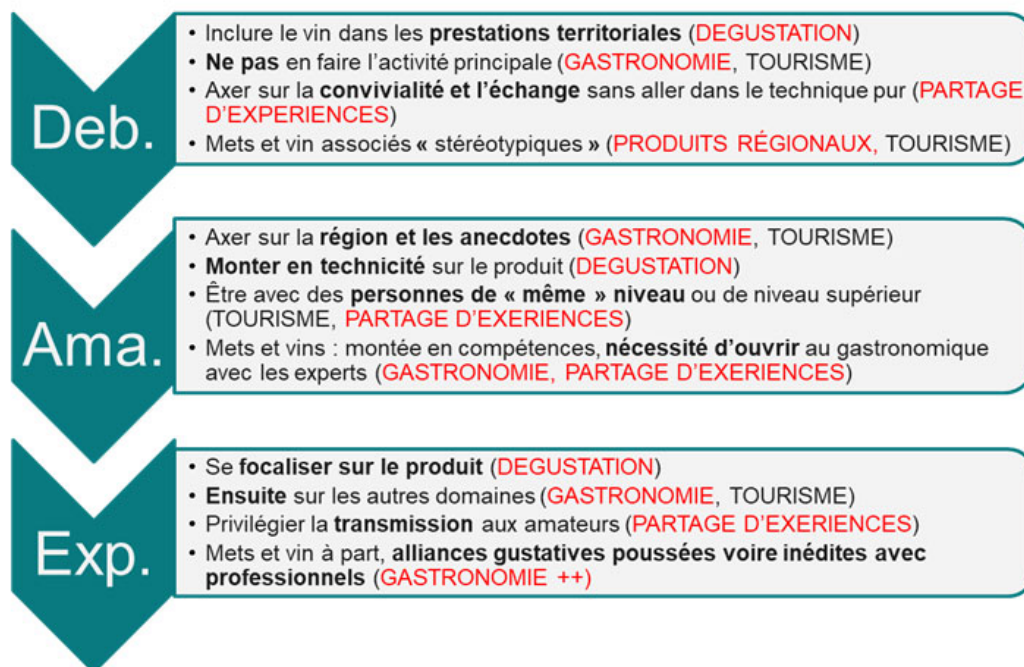 Deb.
• Inclure le vin dans les prestations territoriales (DEGUSTATION)
• Ne pas en faire l'activité principale (GASTRONOMIE, TOURISME)
• Axer sur la convivialité et l'échange sans aller dans le technique pur (PARTAGE
D'EXPERIENCES)
• Mets et vin associés « stéréotypiques » (PRODUITS RÉGIONAUX, TOURISME)
Ama.
• Axer sur la région et les anecdotes (GASTRONOMIE, TOURISME)
• Monter en technicité sur le produit (DEGUSTATION)
• Être avec des personnes de « même » niveau ou de niveau supérieur
(TOURISME, PARTAGE D'EXERIENCES)
• Mets et vins : montée en compétences, nécessité d'ouvrir au gastronomique
avec les experts (GASTRONOMIE, PARTAGE D'EXERIENCES)
Exp.
• Se focaliser sur le produit (DEGUSTATION)
• Ensuite sur les autres domaines (GASTRONOMIE, TOURISME)
• Privilégier la transmission aux amateurs (PARTAGE D'EXERIENCES)
• Mets et vin à part, alliances gustatives poussées voire inédites avec
professionnels (GASTRONOMIE ++)